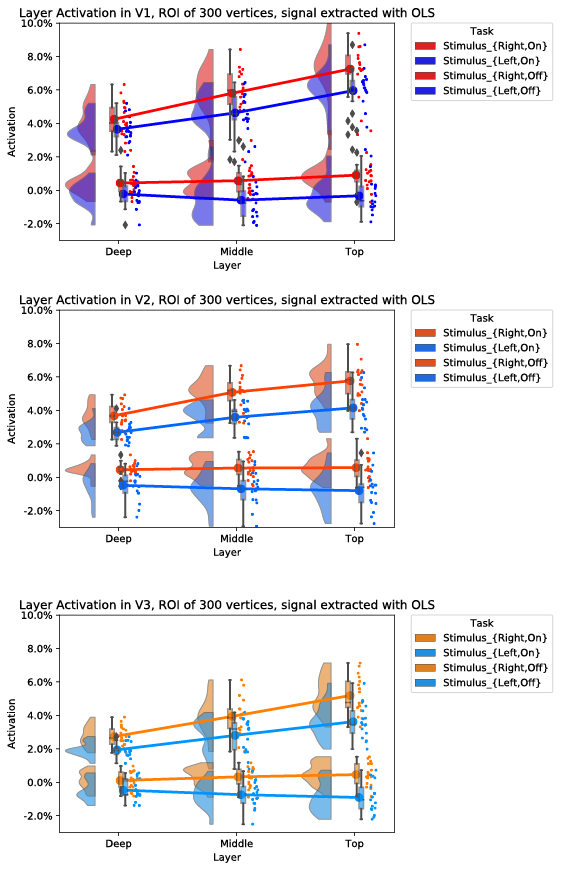 Layer Activation in V1, ROI of 300 vertices, signal extracted with OLS
10.0%
8.0%
6.0%
4.0%
2.0%
0.0%
-2.0%
Activation
Deep
Middle
Top
Layer
Task
Stimulus_{Right,On}
Stimulus_{Left,On}
Stimulus_{Right,Off}
Stimulus_{Left,Off}
Layer Activation in V2, ROI of 300 vertices, signal extracted with OLS
10.0%
8.0%
6.0%
4.0%
2.0%
0.0%
-2.0%
Activation
Deep
Middle
Top
Layer
Task
Stimulus_{Right,On}
Stimulus_{Left,On}
Stimulus_{Right,Off}
Stimulus_{Left,Off}
Layer Activation in V3, ROI of 300 vertices, signal extracted with OLS
10.0%
8.0%
6.0%
4.0%
2.0%
0.0%
-2.0%
Activation
Deep
Middle
Top
Layer
Task
Stimulus_{Right,On}
Stimulus_{Left,On}
Stimulus_{Right,Off}
Stimulus_{Left,Off}